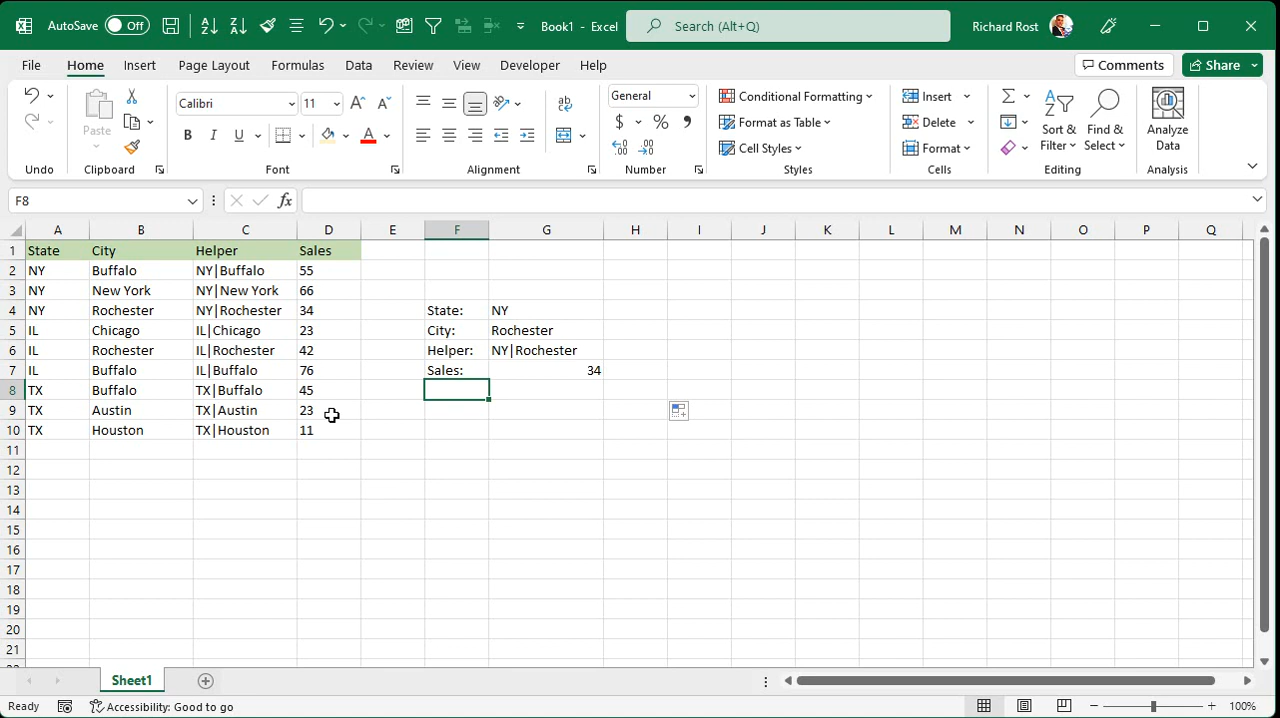 AutoSave Off Book1 - Excel Search (Alt+Q) Richard Rost
File Home Insert Page Layout Formulas Data Review View Developer Help Comments Share
Calibri 11 General Conditional Formatting Insert
Paste Format as Table Delete Sort & Find & Analyze
B I U A $ % Cell Styles Format Filter Select Data
Undo Clipboard Font Alignment Number Styles Cells Editing Analysis
F8 fx
A B C D E F G H I J K L M N O P Q
1 State City Helper Sales
2 NY Buffalo NY|Buffalo 55
3 NY New York NY|New York 66
4 NY Rochester NY|Rochester 34 State: NY
5 IL Chicago IL|Chicago 23 City: Rochester
6 IL Rochester IL|Rochester 42 Helper: NY|Rochester
7 IL Buffalo IL|Buffalo 76 Sales: 34
8 TX Buffalo TX|Buffalo 45
9 TX Austin TX|Austin 23
10 TX Houston TX|Houston 11
11
12
13
14
15
16
17
18
19
20
21
Sheet1
Ready Accessibility: Good to go 100%